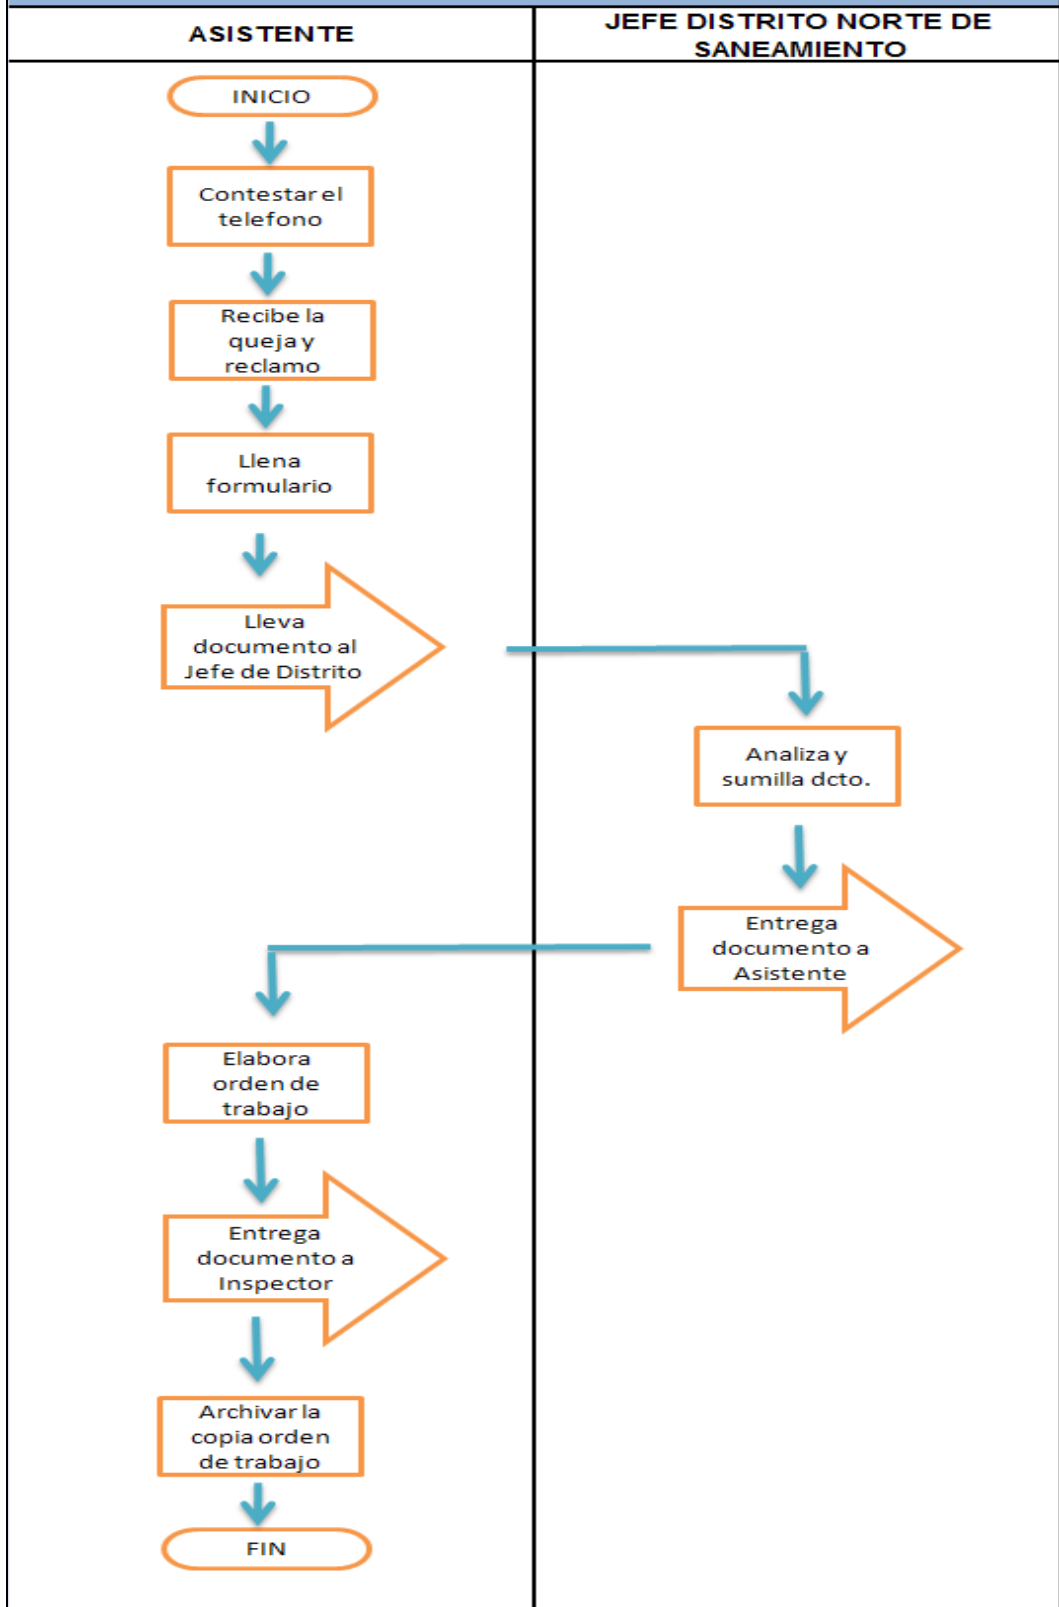 ASISTENTE
JEFE DISTRITO NORTE DE
SANEAMIENTO
INICIO
Contestar el
telefono
Recibe la
queja y
reclamo
Llena
formulario
Lleva
documento al
Jefe de Distrito
Analiza y
sumilla dcto.
Entrega
documento a
Asistente
Elabora
orden de
trabajo
Entrega
documento a
Inspector
Archivar la
copia orden
de trabajo
FIN